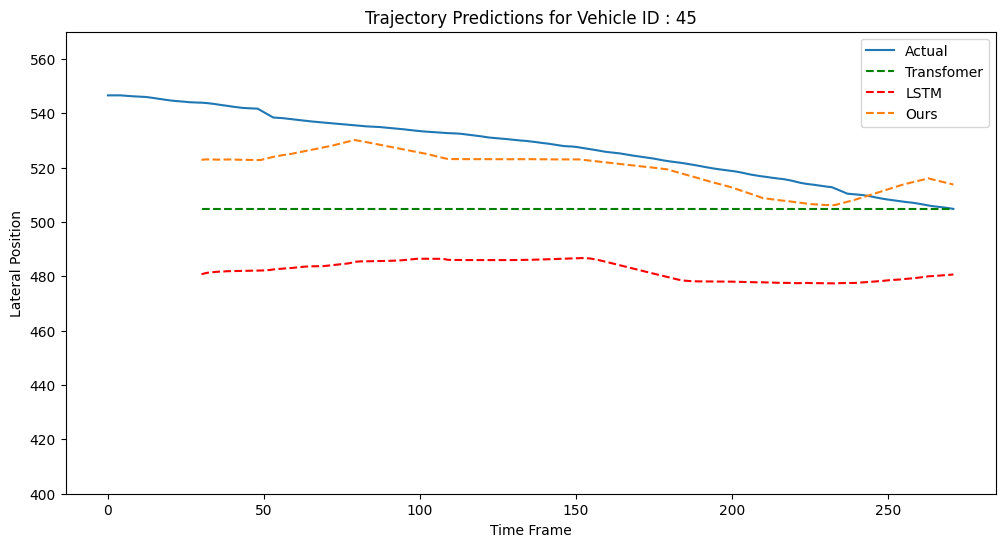 Trajectory Predictions for Vehicle ID : 45
Actual
Transfomer
LSTM
Ours
Lateral Position
560
540
520
500
480
460
440
420
400
0
50
100
150
200
250
Time Frame